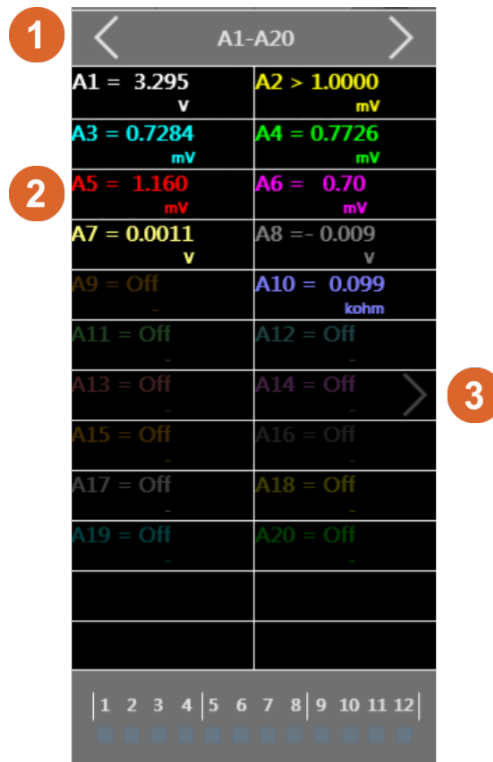 1
A1-A20
A1 = 3.295 A2 > 1.0000
V mV
A3 = 0.7284 A4 = 0.7726
mV mV
2
A5 = 1.160 A6 = 0.70
mV mV
A7 = 0.0011 A8 =- 0.009
V V
A9 = Off A10 = 0.099
- kohm
A11 = Off A12 = Off
- -
A13 = Off A14 = Off
- -
3
A15 = Off A16 = Off
- -
A17 = Off A18 = Off
- -
A19 = Off A20 = Off
- -
1 2 3 4 5 6 7 8 9 10 11 12